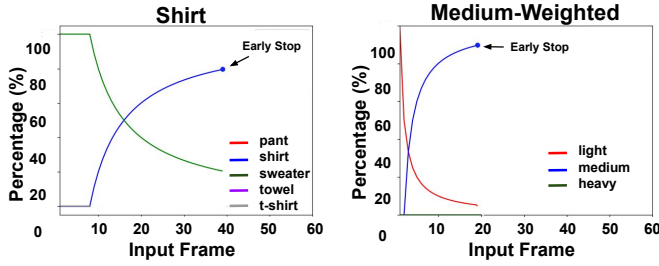 Shirt
Percentage (%)
100
80
60
40
20
0
10
20
30
40
50
60
Input Frame
Early Stop
pant
shirt
sweater
towel
t-shirt
Medium-Weighted
Percentage (%)
100
80
60
40
20
0
10
20
30
40
50
60
Input Frame
Early Stop
light
medium
heavy